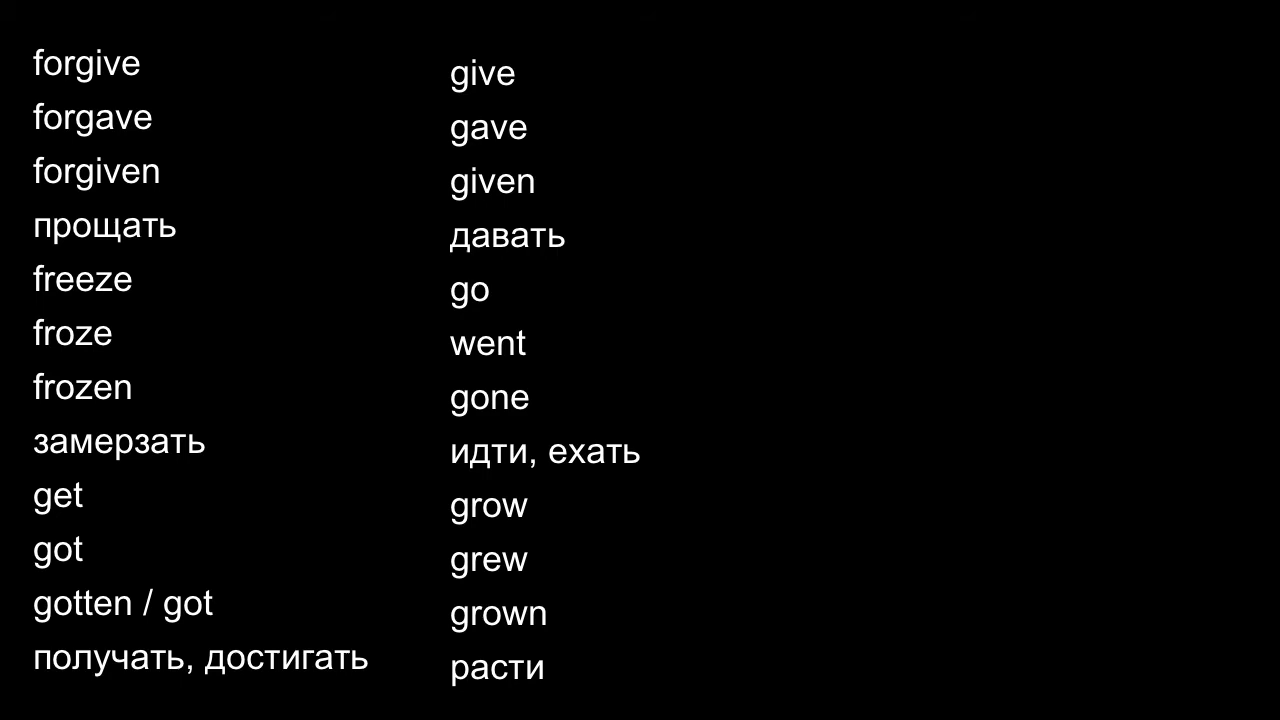 forgive
forgave
forgiven
прощать
freeze
froze
frozen
замерзать
get
got
gotten / got
получать, достигать
give
gave
given
давать
go
went
gone
идти, ехать
grow
grew
grown
расти